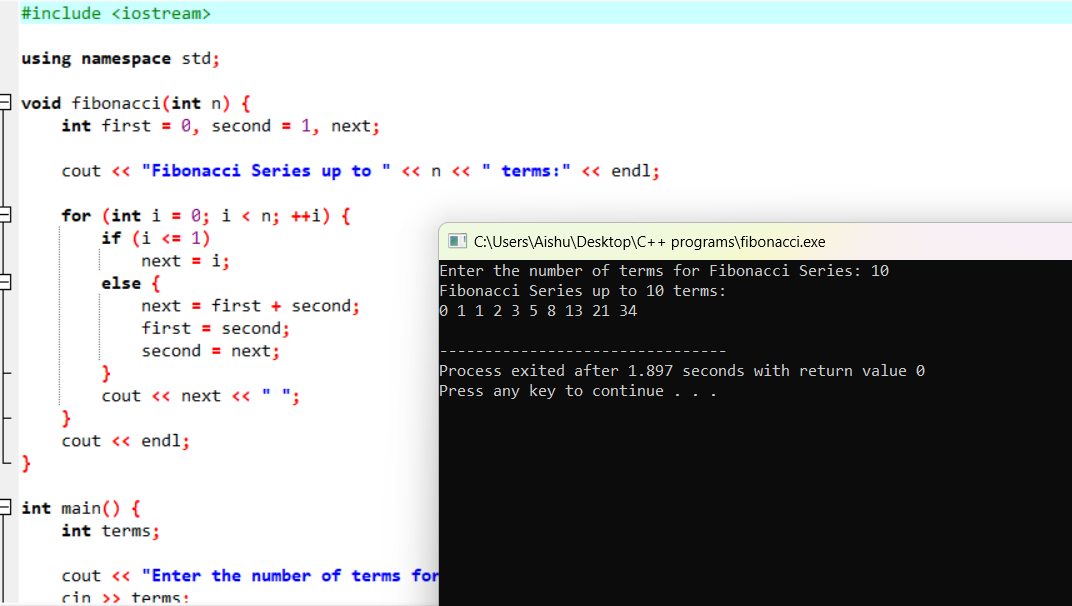 #include <iostream>
using namespace std;
void fibonacci(int n) {
    int first = 0, second = 1, next;
    cout << "Fibonacci Series up to " << n << " terms:" << endl;
    for (int i = 0; i < n; ++i) {
        if (i <= 1)
            next = i;
        else {
            next = first + second;
            first = second;
            second = next;
        }
        cout << next << " ";
    }
    cout << endl;
}
int main() {
    int terms;
    cout << "Enter the number of terms for
    cin >> terms;
C:\Users\Aishu\Desktop\C++ programs\fibonacci.exe
Enter the number of terms for Fibonacci Series: 10
Fibonacci Series up to 10 terms:
0 1 1 2 3 5 8 13 21 34
--------------------------------
Process exited after 1.897 seconds with return value 0
Press any key to continue . . .